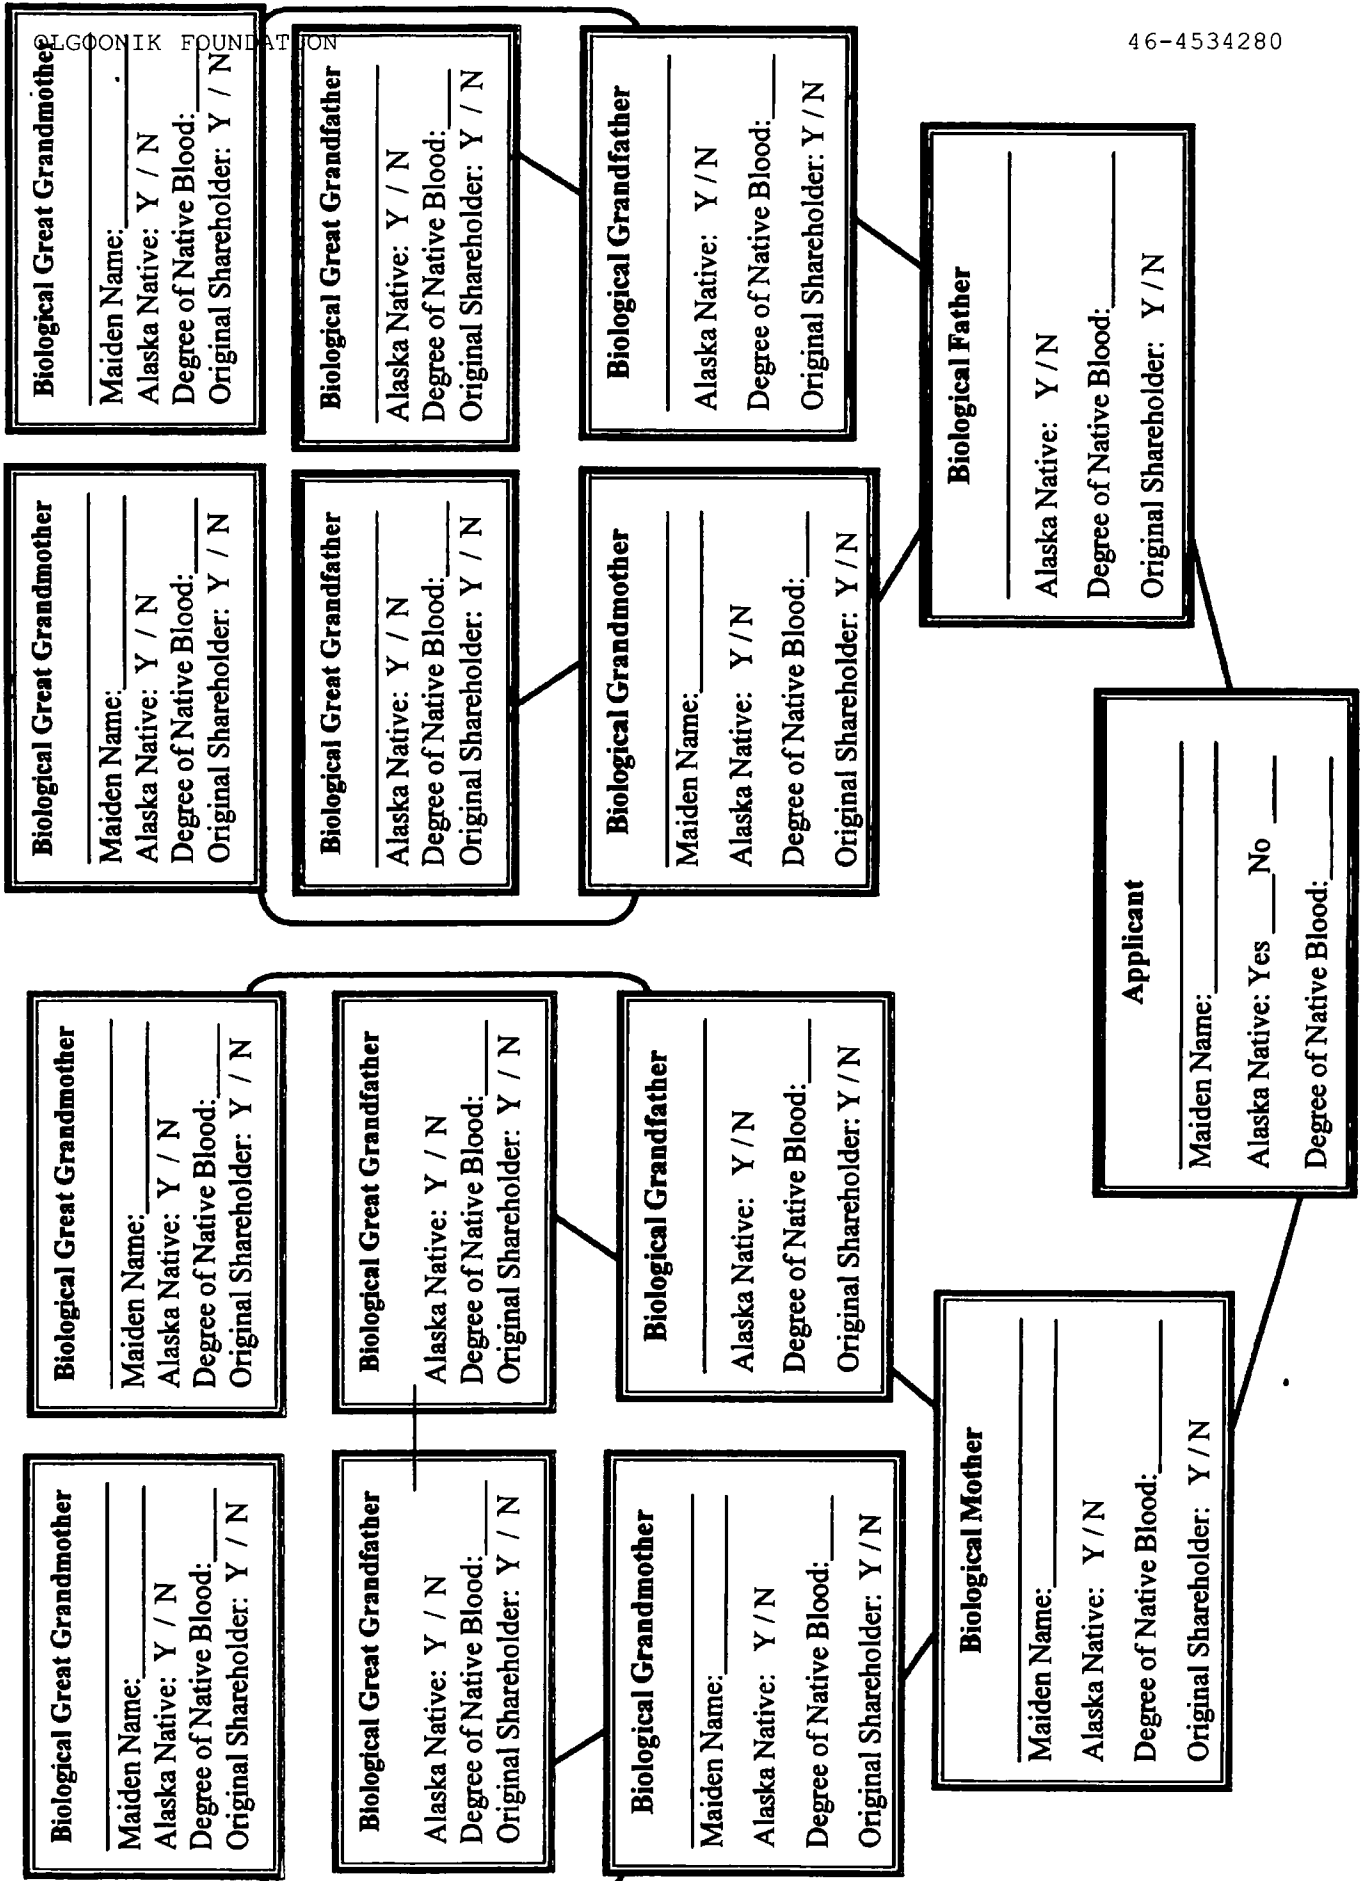 OLGOONIK FOUNDATION
46-4534280
Biological Great Grandmother
Maiden Name:
Alaska Native: Y / N
Degree of Native Blood:
Original Shareholder: Y / N
Biological Great Grandmother
Maiden Name:
Alaska Native: Y / N
Degree of Native Blood:
Original Shareholder: Y / N
Biological Great Grandmother
Maiden Name:
Alaska Native: Y / N
Degree of Native Blood:
Original Shareholder: Y / N
Biological Great Grandmother
Maiden Name:
Alaska Native: Y / N
Degree of Native Blood:
Original Shareholder: Y / N
Biological Great Grandfather
Alaska Native: Y / N
Degree of Native Blood:
Original Shareholder: Y / N
Biological Great Grandfather
Alaska Native: Y / N
Degree of Native Blood:
Original Shareholder: Y / N
Biological Great Grandfather
Alaska Native: Y / N
Degree of Native Blood:
Original Shareholder: Y / N
Biological Great Grandfather
Alaska Native: Y / N
Degree of Native Blood:
Original Shareholder: Y / N
Biological Grandmother
Maiden Name:
Alaska Native: Y / N
Degree of Native Blood:
Original Shareholder: Y / N
Biological Grandfather
Alaska Native: Y / N
Degree of Native Blood:
Original Shareholder: Y / N
Biological Grandmother
Maiden Name:
Alaska Native: Y / N
Degree of Native Blood:
Original Shareholder: Y / N
Biological Grandfather
Alaska Native: Y / N
Degree of Native Blood:
Original Shareholder: Y / N
Biological Mother
Maiden Name:
Alaska Native: Y / N
Degree of Native Blood:
Original Shareholder: Y / N
Biological Father
Alaska Native: Y / N
Degree of Native Blood:
Original Shareholder: Y / N
Applicant
Maiden Name:
Alaska Native: Yes ___No ___
Degree of Native Blood: